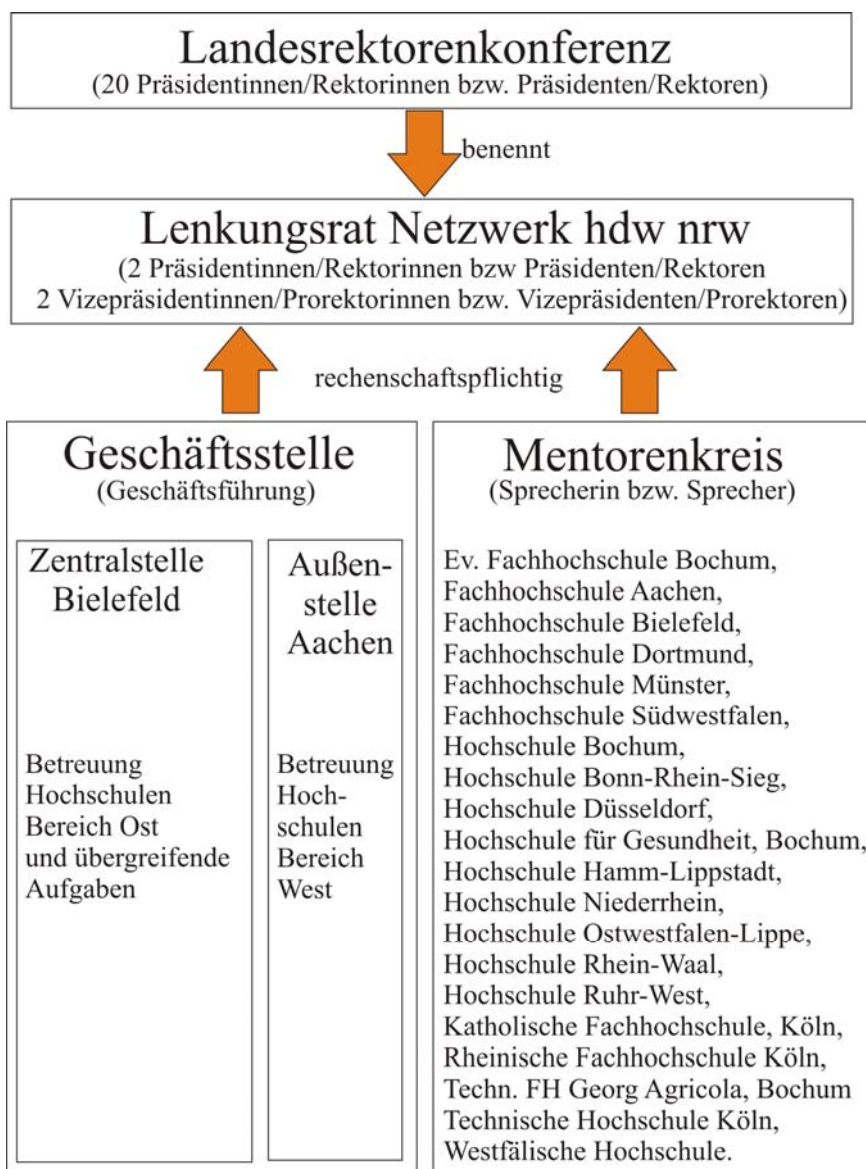 Landesrektorenkonferenz
(20 Präsidentinnen/Rektorinnen bzw. Präsidenten/Rektoren)
benennt
Lenkungsrat Netzwerk hdw nrw
(2 Präsidentinnen/Rektorinnen bzw Präsidenten/Rektoren
2 Vizepräsidentinnen/Prorektorinnen bzw. Vizepräsidenten/Prorektoren)
rechenschaftspflichtig
Geschäftsstelle
(Geschäftsführung)
Zentralstelle
Bielefeld
Betreuung
Hochschulen
Bereich Ost
und übergreifende
Aufgaben
Außen-
stelle
Aachen
Betreuung
Hoch-
schulen
Bereich
West
Mentorenkreis
(Sprecherin bzw. Sprecher)
Ev. Fachhochschule Bochum,
Fachhochschule Aachen,
Fachhochschule Bielefeld,
Fachhochschule Dortmund,
Fachhochschule Münster,
Fachhochschule Südwestfalen,
Hochschule Bochum,
Hochschule Bonn-Rhein-Sieg,
Hochschule Düsseldorf,
Hochschule für Gesundheit, Bochum,
Hochschule Hamm-Lippstadt,
Hochschule Niederrhein,
Hochschule Ostwestfalen-Lippe,
Hochschule Rhein-Waal,
Hochschule Ruhr-West,
Katholische Fachhochschule, Köln,
Rheinische Fachhochschule Köln,
Techn. FH Georg Agricola, Bochum
Technische Hochschule Köln,
Westfälische Hochschule.